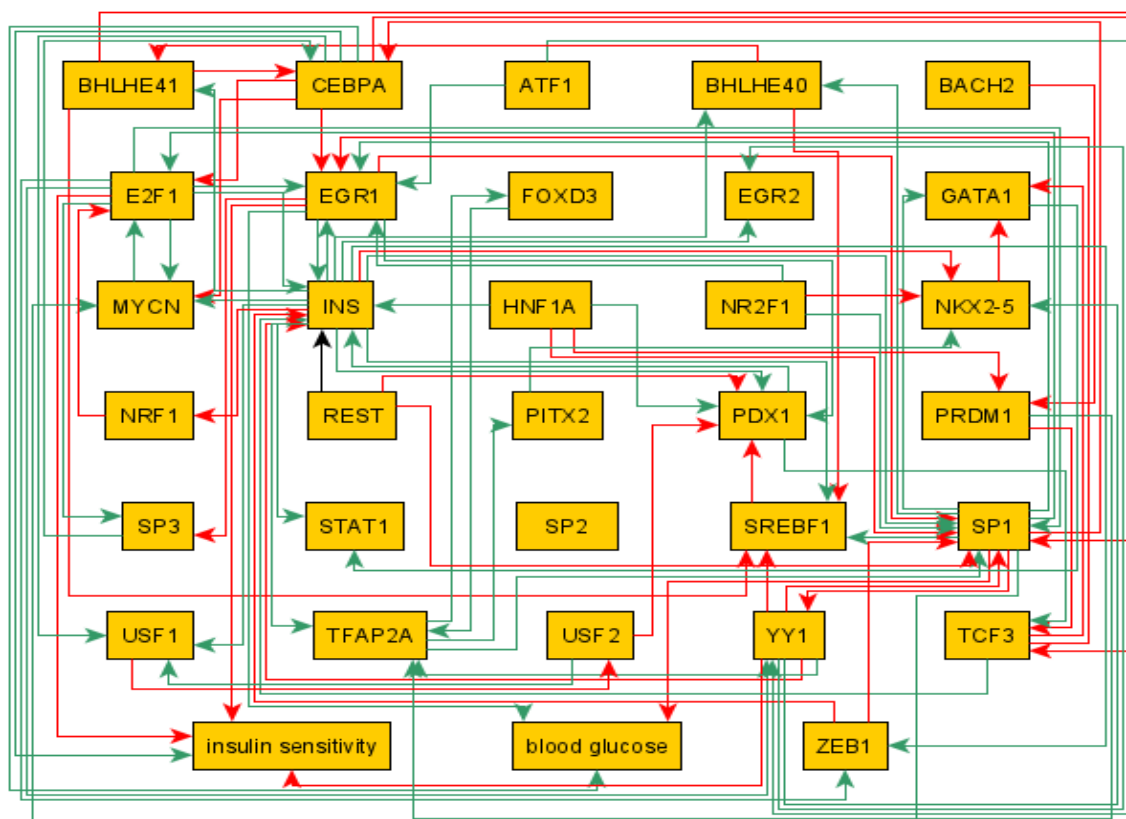 BHLHE41 CEBPA ATF1 BHLHE40 BACH2
E2F1 EGR1 FOXD3 EGR2 GATA1
MYCN INS HNF1A NR2F1 NKX2-5
NRF1 REST PITX2 PDX1 PRDM1
SP3 STAT1 SP2 SREBF1 SP1
USF1 TFAP2A USF2 YY1 TCF3
insulin sensitivity blood glucose ZEB1